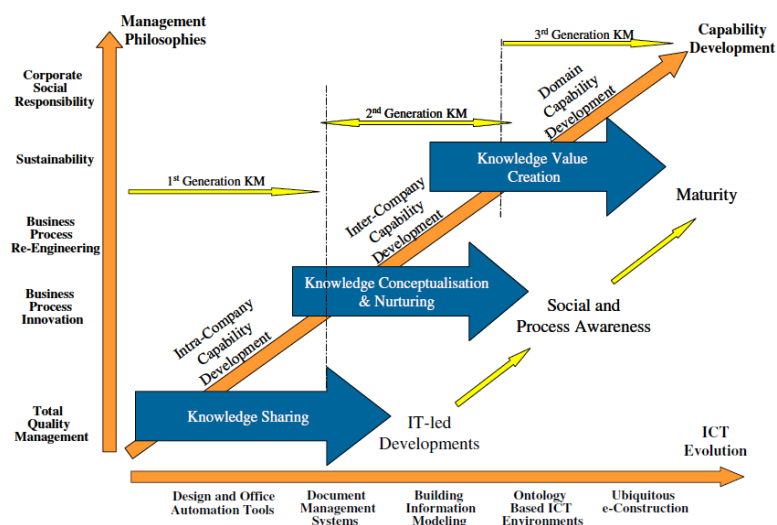 Management
Philosophies
3rd Generation KM
Capability
Development
Corporate
Social
Responsibility
2nd Generation KM
Domain
Capability
Development
Sustainability
Knowledge Value
Creation
1st Generation KM
Maturity
Business
Process
Re-Engineering
Inter-Company
Capability
Development
Business
Process
Innovation
Knowledge Conceptualisation
& Nurturing
Social and
Process Awareness
Intra-Company
Capability
Development
Total
Quality
Management
Knowledge Sharing
IT-led
Developments
ICT
Evolution
Design and Office
Automation Tools
Document
Management
Systems
Building
Information
Modeling
Ontology
Based ICT
Environments
Ubiquitous
e-Construction